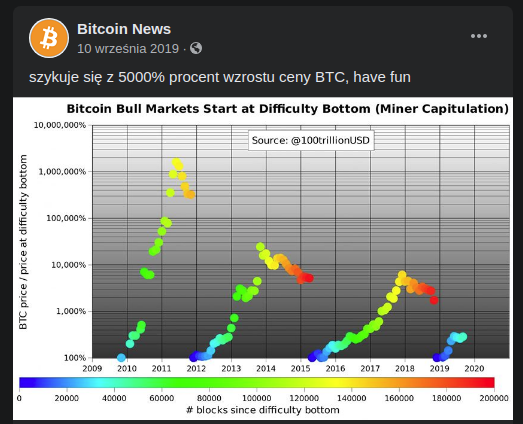 Bitcoin News
10 września 2019 ·
szykuje się z 5000% procent wzrostu ceny BTC, have fun
Bitcoin Bull Markets Start at Difficulty Bottom (Miner Capitulation)
Source: @100trillionUSD
BTC price / price at difficulty bottom
10,000,000%
1,000,000%
100,000%
10,000%
1,000%
100%
2009 2010 2011 2012 2013 2014 2015 2016 2017 2018 2019 2020
0 20000 40000 60000 80000 100000 120000 140000 160000 180000 200000
# blocks since difficulty bottom